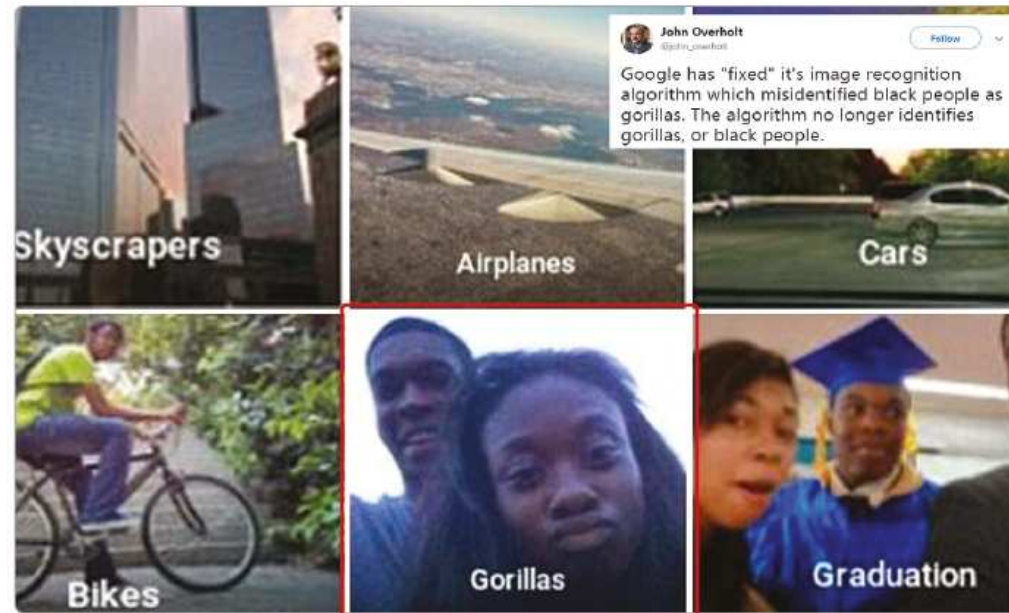 John Overholt
@john_overholt
Follow
Google has "fixed" it's image recognition
algorithm which misidentified black people as
gorillas. The algorithm no longer identifies
gorillas, or black people.
Skyscrapers
Airplanes
Cars
Bikes
Gorillas
Graduation